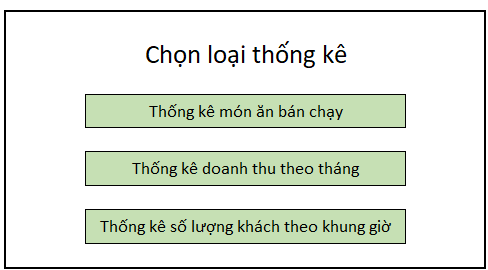 Chọn loại thống kê
Thống kê món ăn bán chạy
Thống kê doanh thu theo tháng
Thống kê số lượng khách theo khung giờ